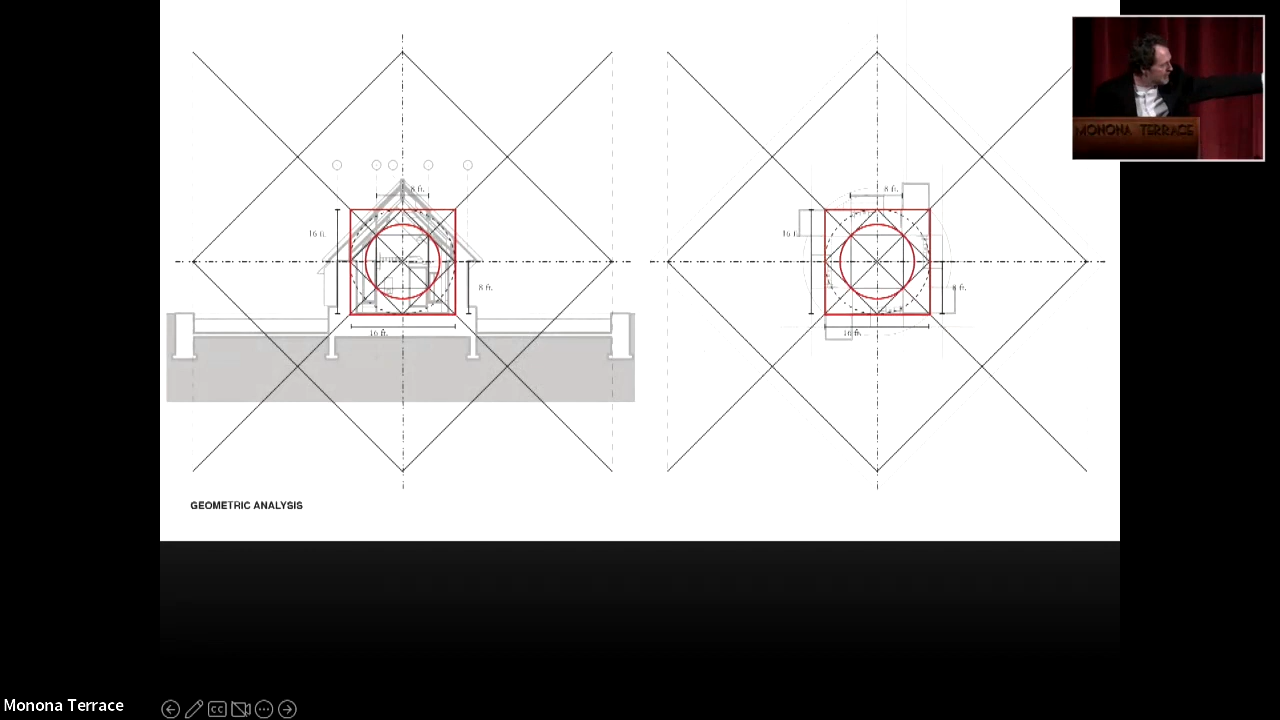 MONONA TERRACE
8 ft.
16 ft.
8 ft.
16 ft.
8 ft.
16 ft.
8 ft.
16 ft.
GEOMETRIC ANALYSIS
Monona Terrace
CC